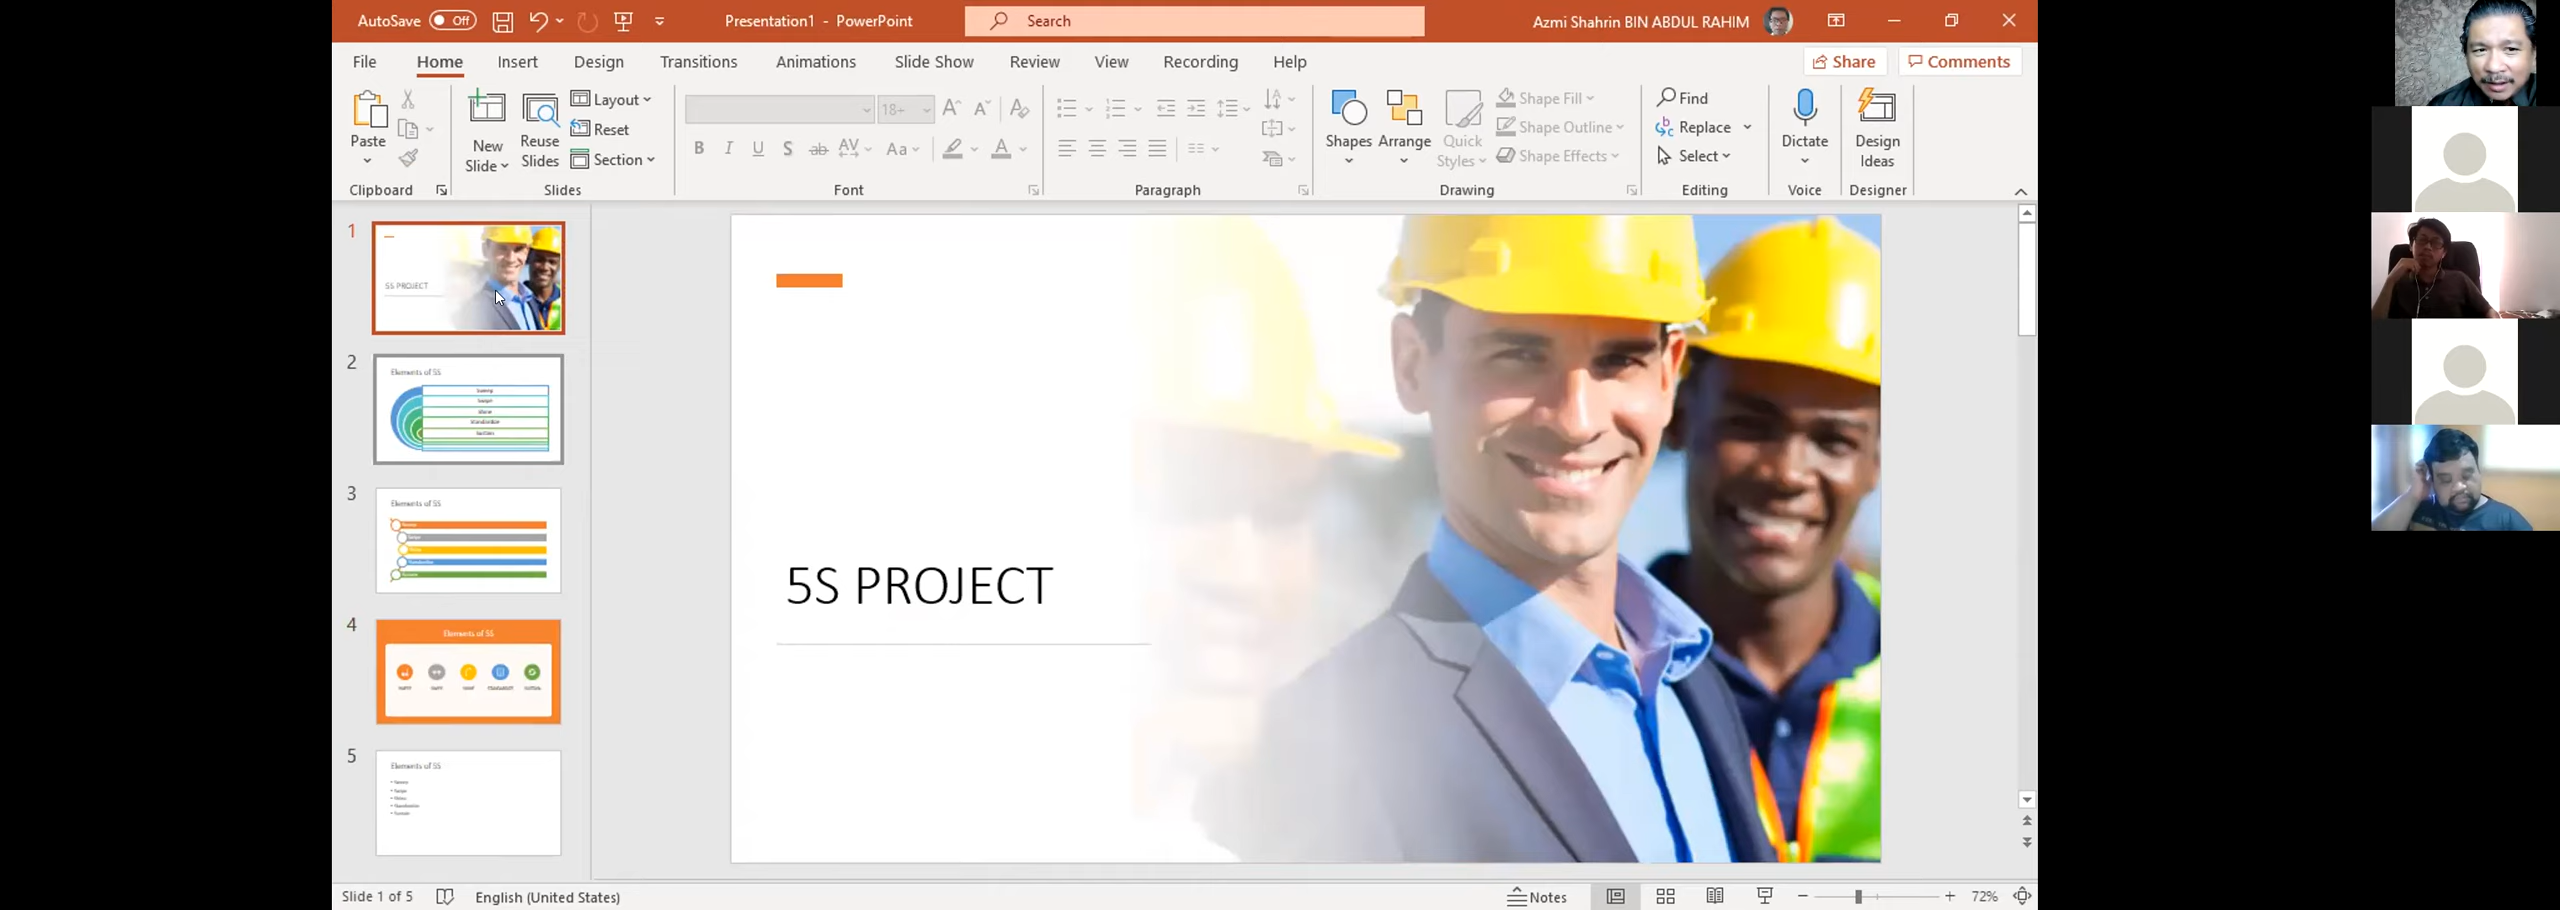 AutoSave Off
Presentation1 - PowerPoint
Search
Azmi Shahrin BIN ABDUL RAHIM
File Home Insert Design Transitions Animations Slide Show Review View Recording Help
Share Comments
Paste
New Slide
Reuse Slides
Layout
Reset
Section
18+
B I U S ab AV Aa A
Shapes
Arrange
Quick Styles
Shape Fill
Shape Outline
Shape Effects
Find
Replace
Select
Dictate
Design Ideas
Clipboard Slides Font Paragraph Drawing Editing Voice Designer
1
5S PROJECT
2
Elements of 5S
Standardize
3
Elements of 5S
4
Elements of 5S
5
Elements of 5S
5S PROJECT
Slide 1 of 5
English (United States)
Notes
72%